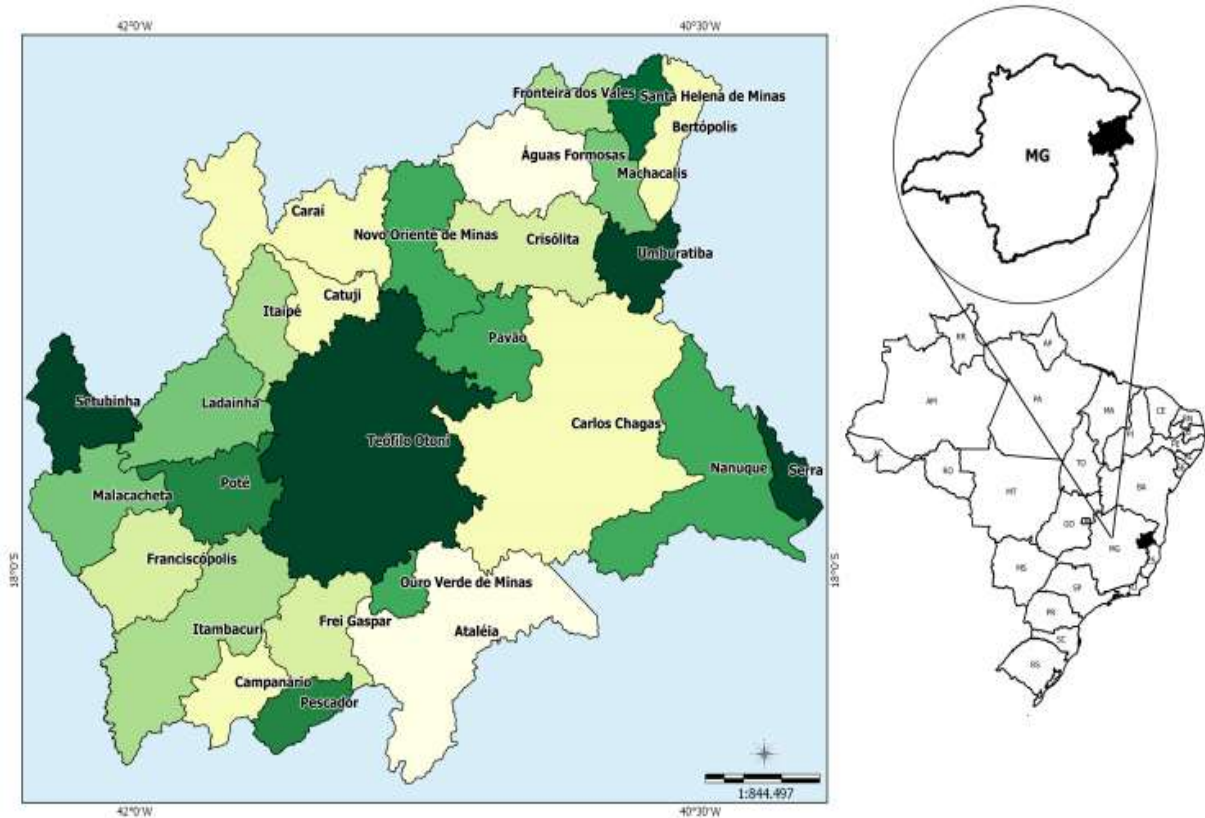 42°0'W
40°30'W
Fronteira dos Vales
Santa Helena de Minas
Bertópolis
Águas Formosas
Machacalis
Caraí
Novo Oriente de Minas
Crisólita
Umburatiba
Catuji
Itaipé
Pavão
Setubinha
Ladainha
Teófilo Otoni
Carlos Chagas
Nanuque
Serra
Poté
Malacacheta
Franciscópolis
18°0'S
18°0'S
Ouro Verde de Minas
Frei Gaspar
Itambacuri
Ataléia
Campanário
Pescador
1:844.497
42°0'W
40°30'W
MG
RR
AP
AM
PA
MA
CE
RN
AC
RO
TO
MT
BA
GO
MG
MS
SP
PR
SC
RS